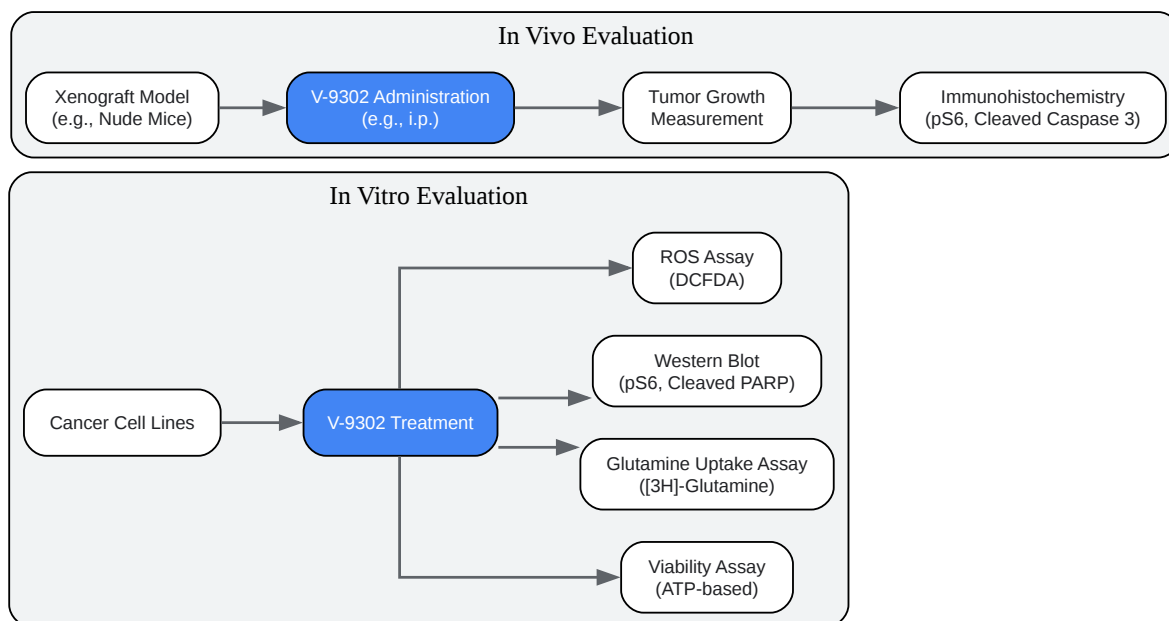 In Vivo Evaluation
Xenograft Model
(e.g., Nude Mice)
V-9302 Administration
(e.g., i.p.)
Tumor Growth
Measurement
Immunohistochemistry
(pS6, Cleaved Caspase 3)
In Vitro Evaluation
Cancer Cell Lines
V-9302 Treatment
ROS Assay
(DCFDA)
Western Blot
(pS6, Cleaved PARP)
Glutamine Uptake Assay
([3H]-Glutamine)
Viability Assay
(ATP-based)